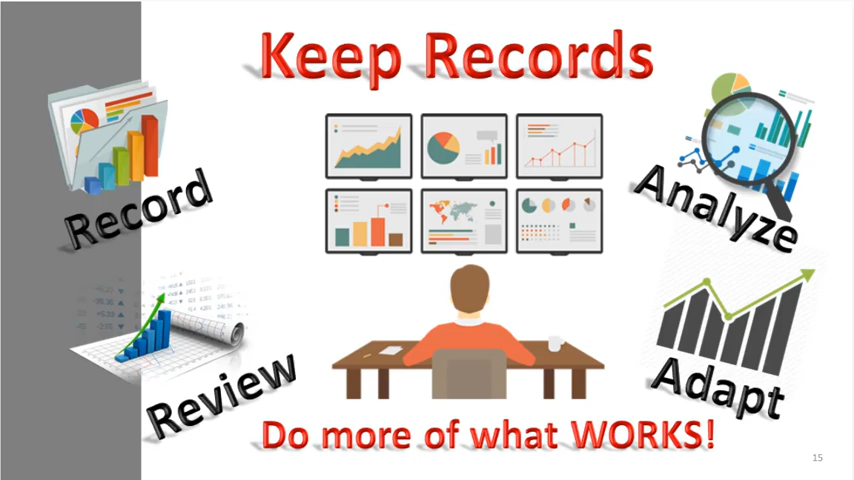 Keep Records
Record
Analyze
Review
Adapt
Do more of what WORKS!
15